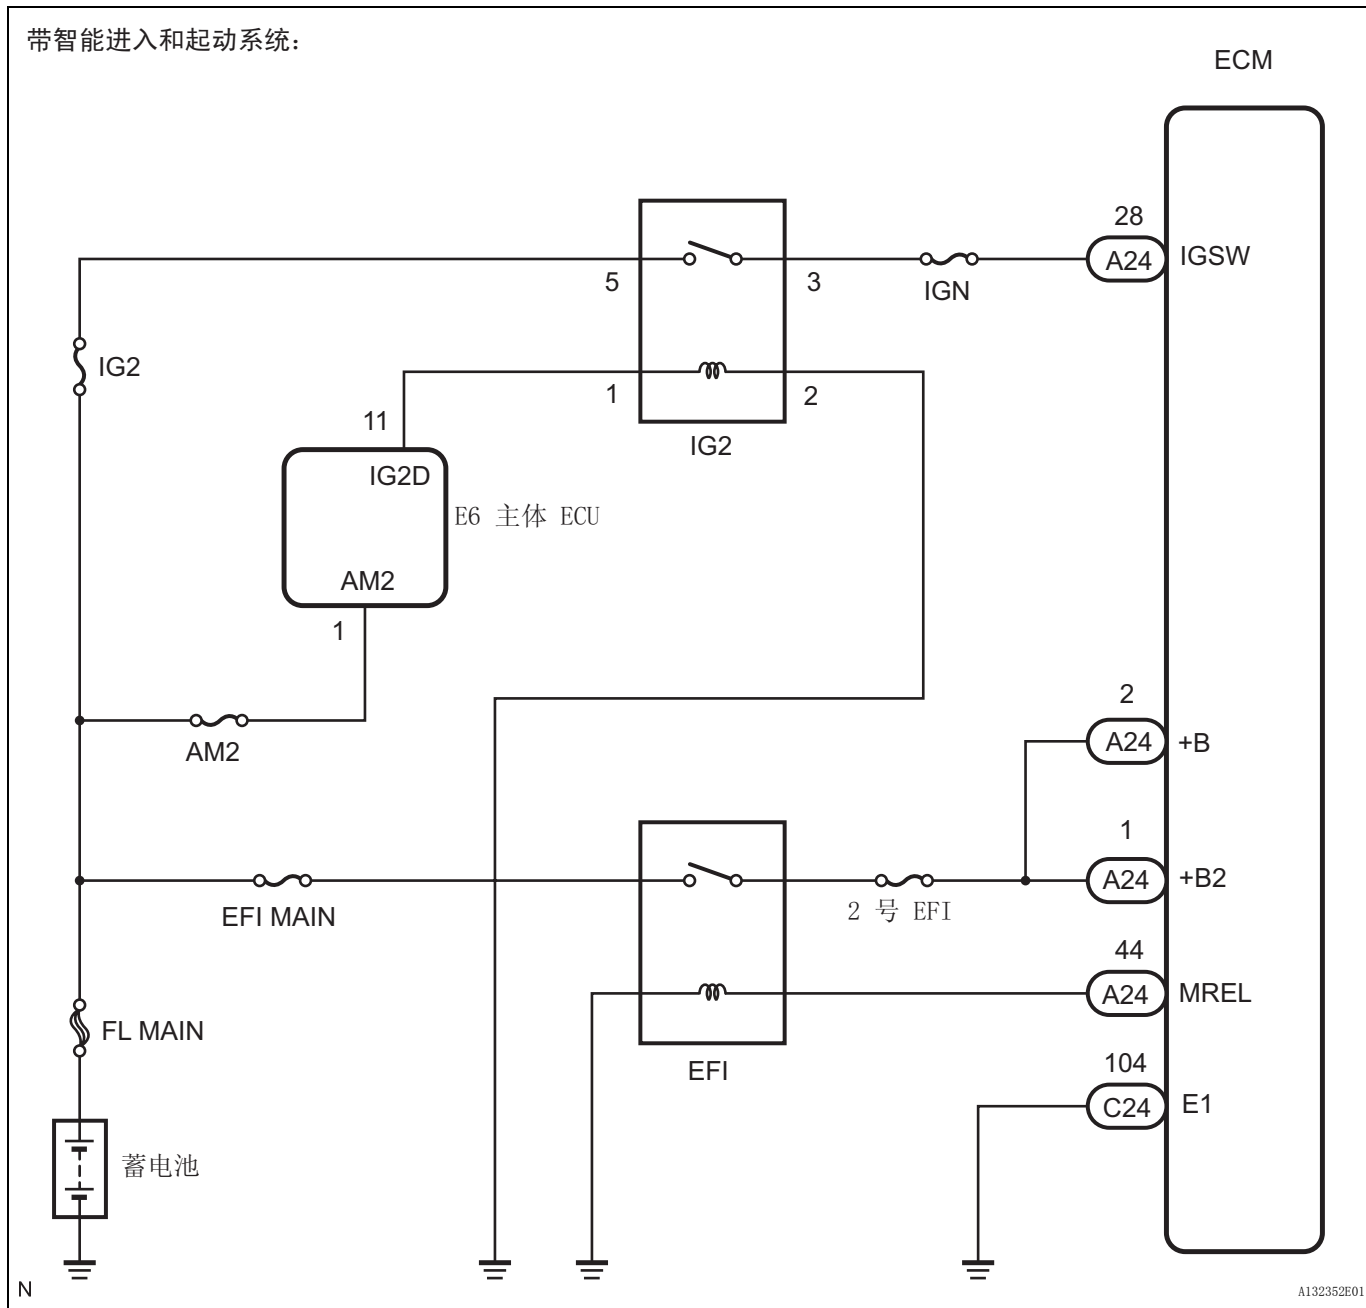 带智能进入和起动系统：
ECM
28
A24
IGSW
5
3
IGN
IG2
1
2
IG2
11
IG2D
E6 主体 ECU
AM2
1
AM2
2
A24
+B
1
A24
+B2
EFI MAIN
2 号 EFI
44
A24
MREL
FL MAIN
EFI
104
C24
E1
蓄电池
N
A132352E01